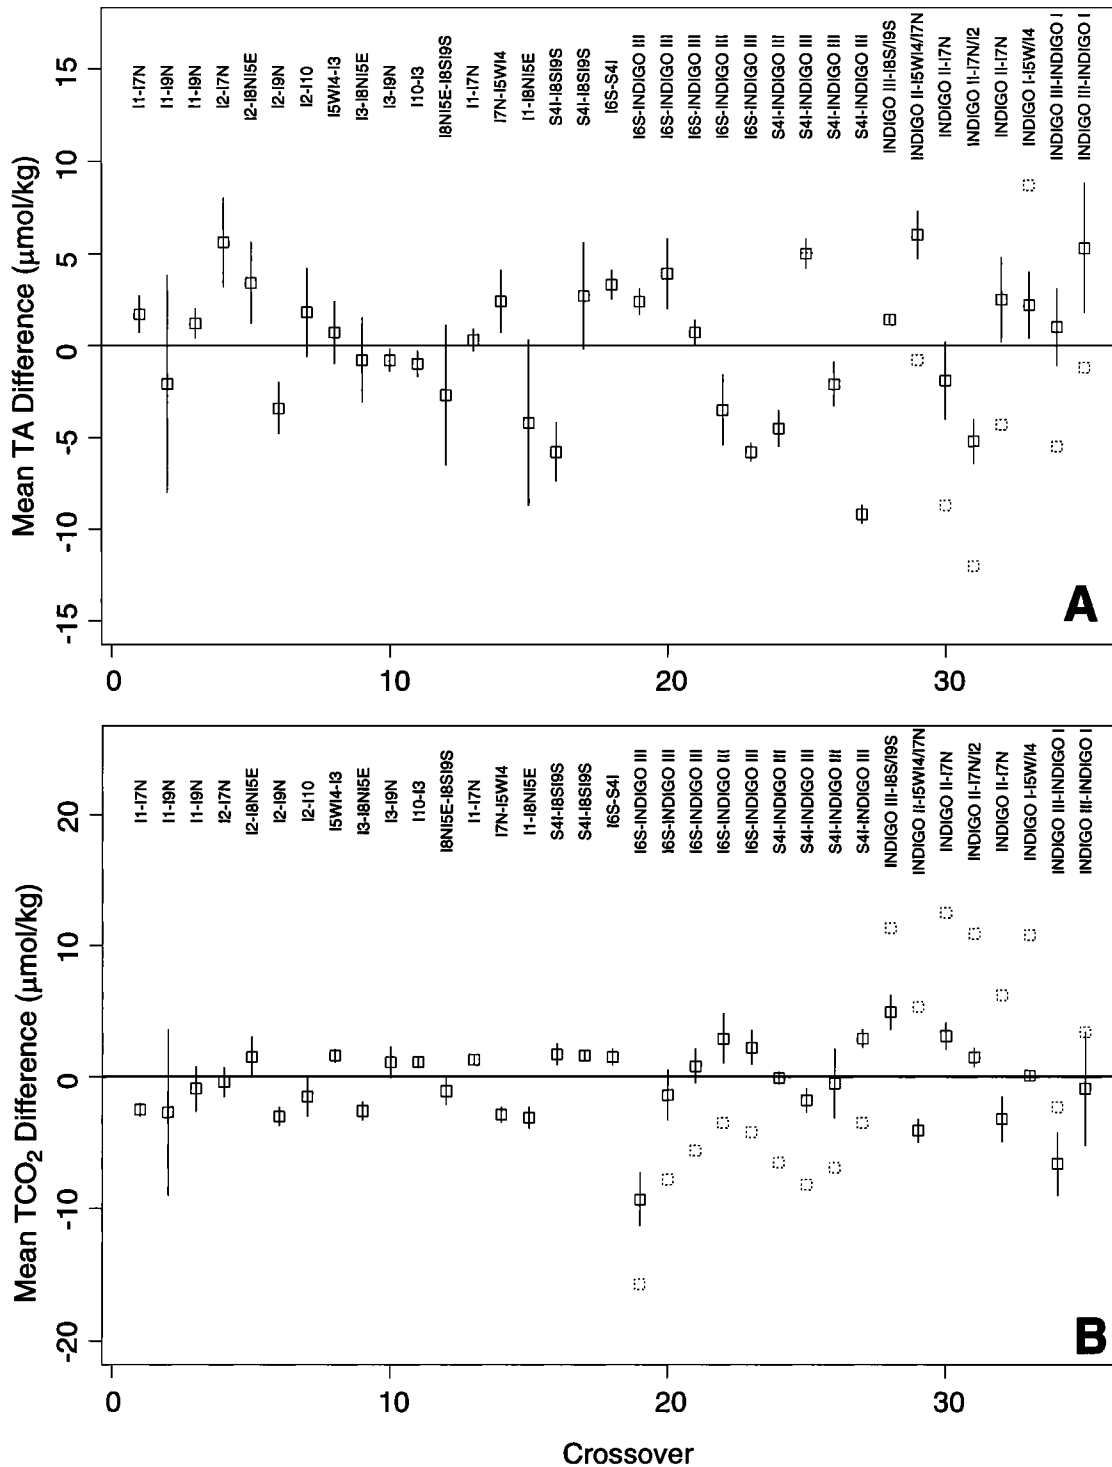 Mean TA Difference (µmol/kg)
15
10
5
0
-5
-10
-15
I1-I7N
I1-I9N
I1-I9N
I2-I7N
I2-I8NI5E
I2-I9N
I2-I10
I5WI4-I3
I3-I8NI5E
I3-I9N
I10-I3
I8NI5E-I8SI9S
I1-I7N
I7N-I5WI4
I1-I8NI5E
S4I-I8SI9S
S4I-I8SI9S
I6S-S4I
I6S-INDIGO III
I6S-INDIGO III
I6S-INDIGO III
I6S-INDIGO III
I6S-INDIGO III
S4I-INDIGO III
S4I-INDIGO III
S4I-INDIGO III
S4I-INDIGO III
INDIGO III-I8S/I9S
INDIGO II-I5WI4/I7N
INDIGO II-I7N
INDIGO II-I7N/I2
INDIGO II-I7N
INDIGO I-I5W/I4
INDIGO III-INDIGO I
INDIGO III-INDIGO I
A
0
10
20
30
Mean TCO2 Difference (µmol/kg)
20
10
0
-10
-20
I1-I7N
I1-I9N
I1-I9N
I2-I7N
I2-I8NI5E
I2-I9N
I2-I10
I5WI4-I3
I3-I8NI5E
I3-I9N
I10-I3
I8NI5E-I8SI9S
I1-I7N
I7N-I5WI4
I1-I8NI5E
S4I-I8SI9S
S4I-I8SI9S
I6S-S4I
I6S-INDIGO III
I6S-INDIGO III
I6S-INDIGO III
I6S-INDIGO III
I6S-INDIGO III
S4I-INDIGO III
S4I-INDIGO III
S4I-INDIGO III
S4I-INDIGO III
INDIGO III-I8S/I9S
INDIGO II-I5WI4/I7N
INDIGO II-I7N
INDIGO II-I7N/I2
INDIGO II-I7N
INDIGO I-I5W/I4
INDIGO III-INDIGO I
INDIGO III-INDIGO I
B
0
10
20
30
Crossover